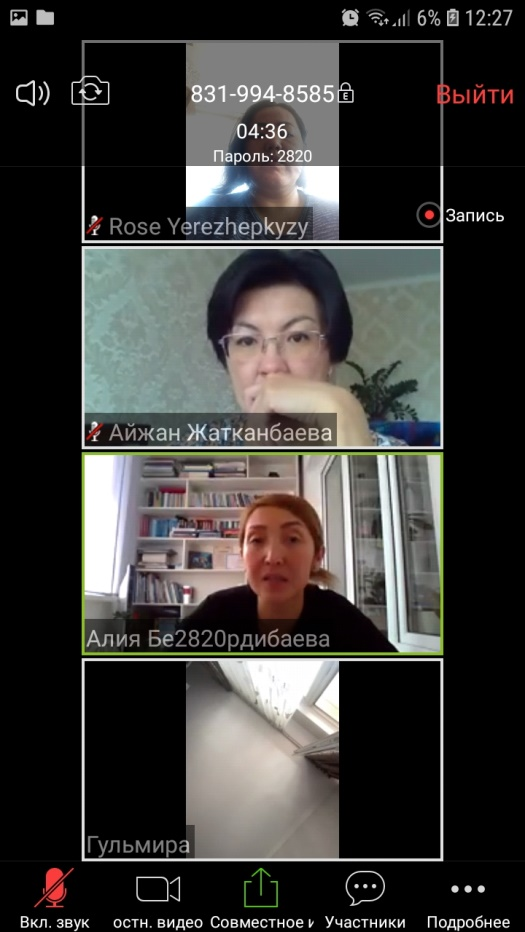 6% 12:27
831-994-8585
Выйти
04:36
Пароль: 2820
Запись
Rose Yerezhepkyzy
Айжан Жатканбаева
Алия Бе2820рдибаева
Гульмира
Вкл. звук
остн. видео
Совместное и
Участники
Подробнее